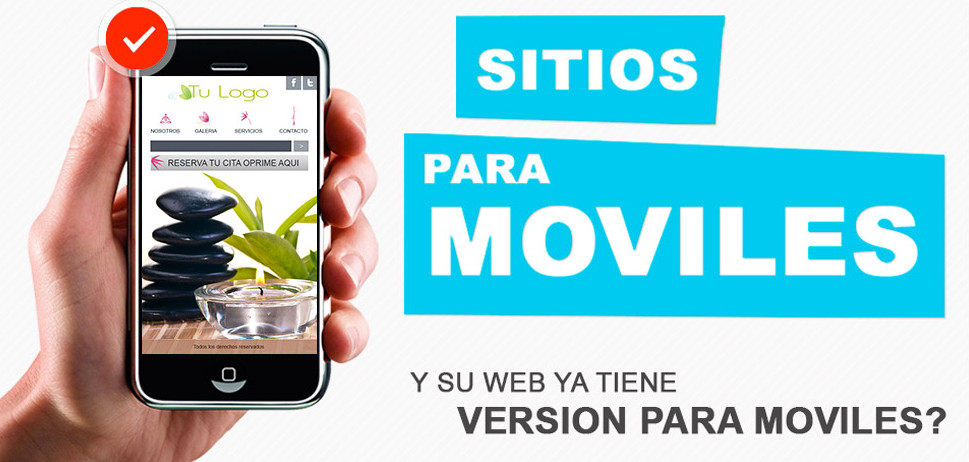 Tu Logo
f t
NOSOTROS GALERIA SERVICIOS CONTACTO
>
RESERVA TU CITA OPRIME AQUI
Todos los derechos reservados
SITIOS
PARA
MOVILES
Y SU WEB YA TIENE
VERSION PARA MOVILES?